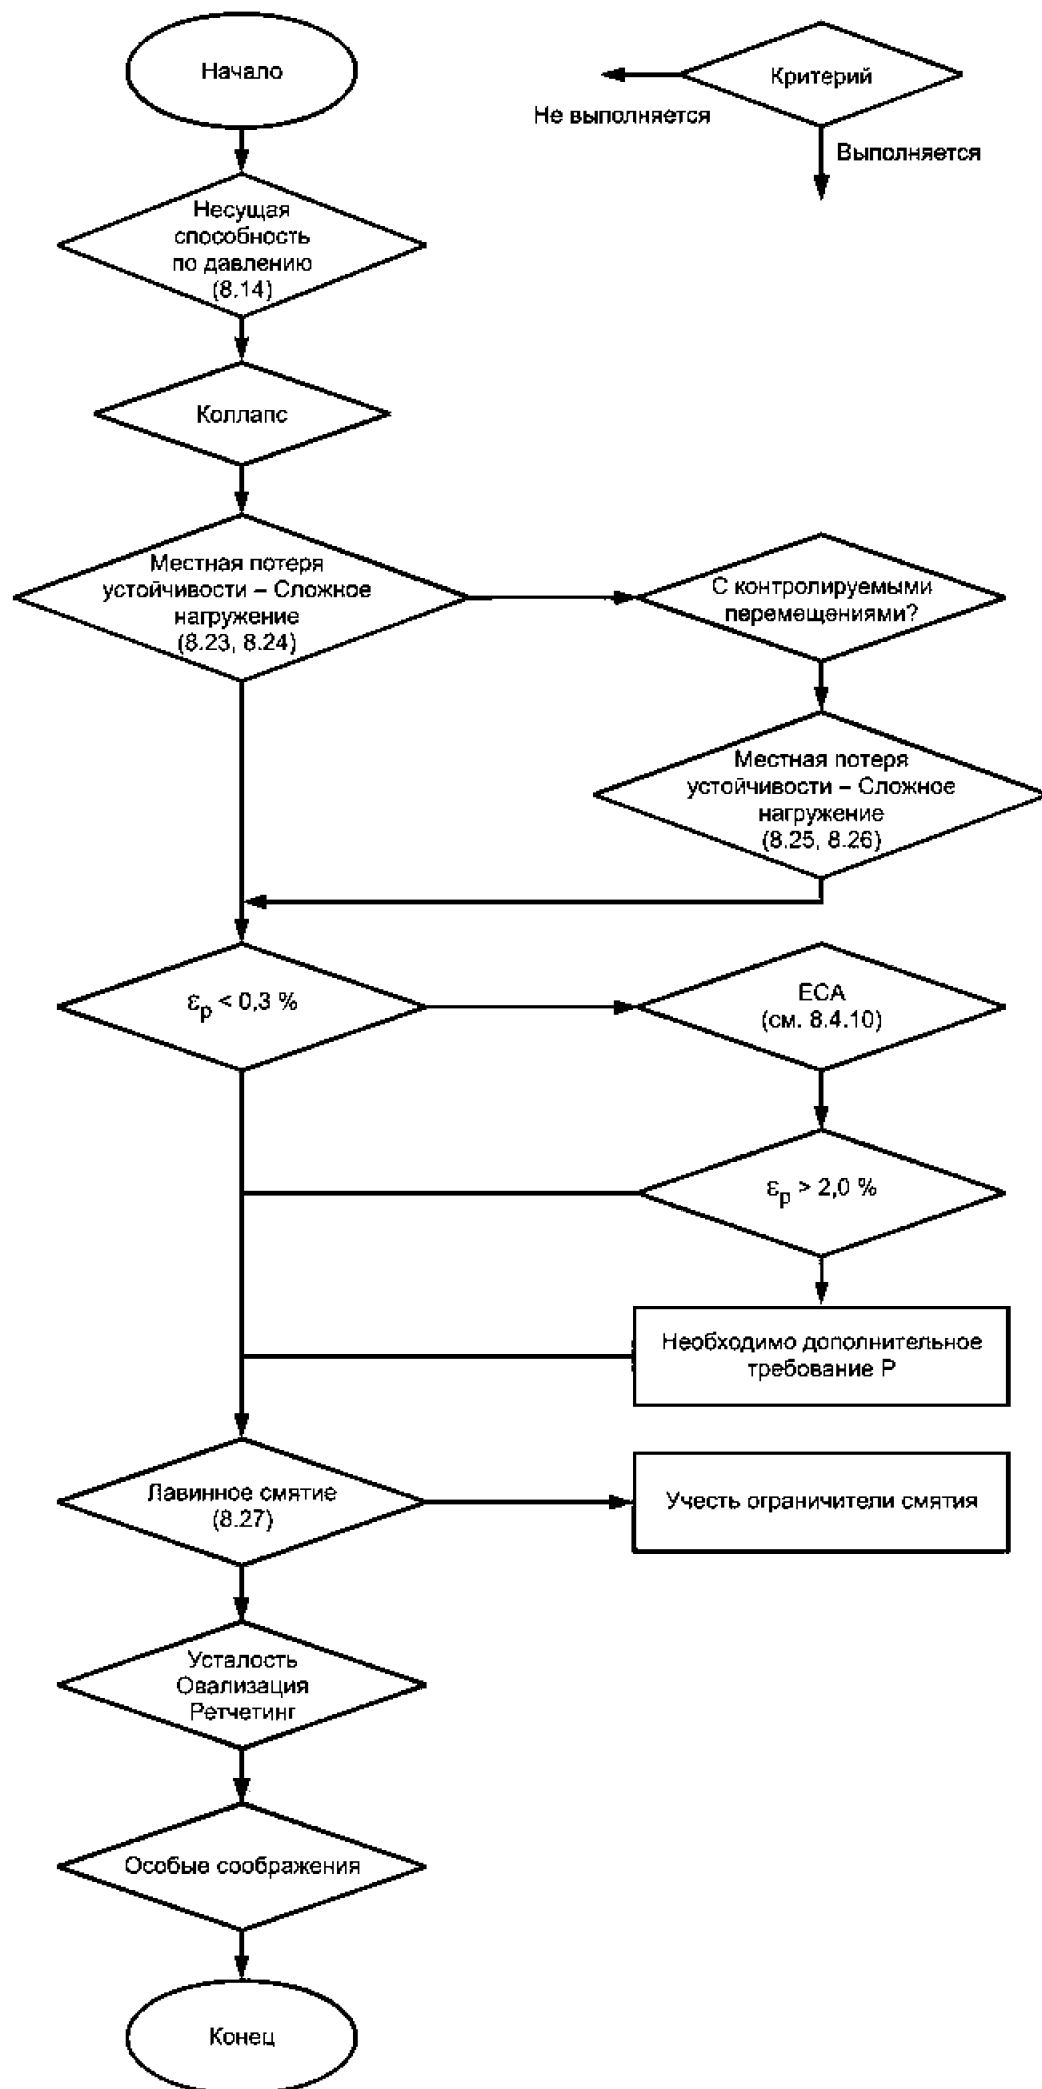 Начало
Критерий
Не выполняется
Выполняется
Несущая
способность
по давлению
(8.14)
Коллапс
Местная потеря
устойчивости – Сложное
нагружение
(8.23, 8.24)
С контролируемыми
перемещениями?
Местная потеря
устойчивости – Сложное
нагружение
(8.25, 8.26)
εp < 0,3 %
ECA
(см. 8.4.10)
εp > 2,0 %
Необходимо дополнительное
требование P
Лавинное смятие
(8.27)
Учесть ограничители смятия
Усталость
Овализация
Ретчетинг
Особые соображения
Конец